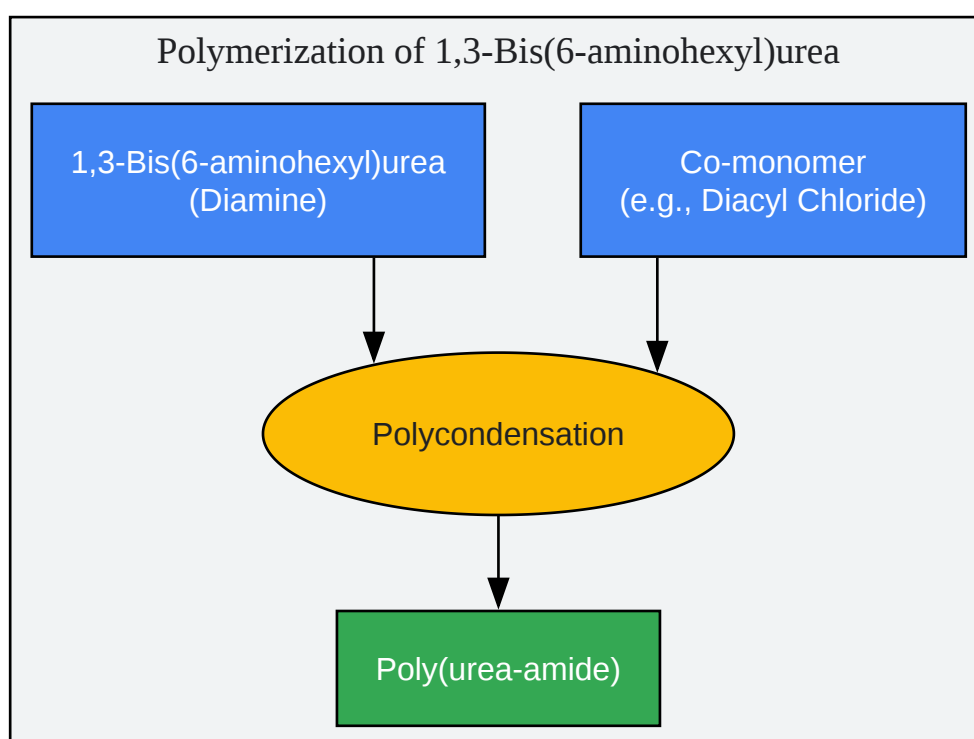 Polymerization of 1,3-Bis(6-aminohexyl)urea
1,3-Bis(6-aminohexyl)urea
(Diamine)
Co-monomer
(e.g., Diacyl Chloride)
Polycondensation
Poly(urea-amide)